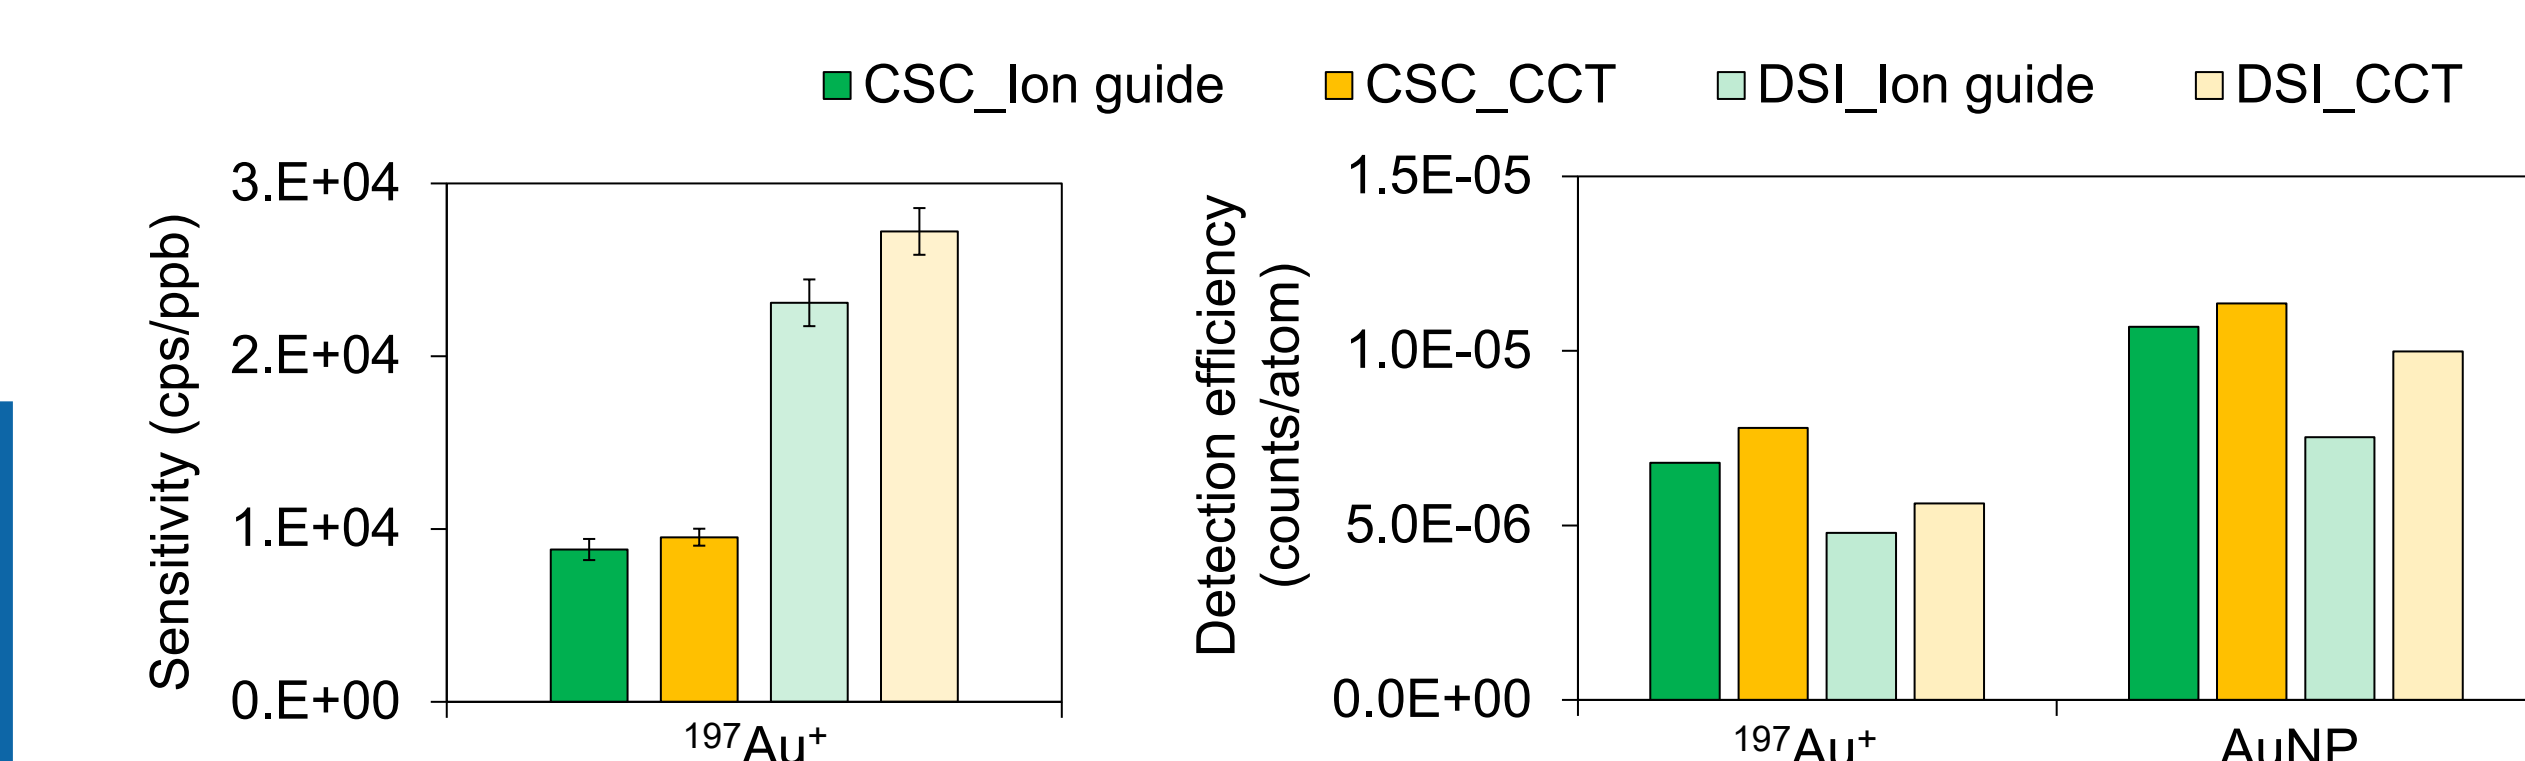 CSC_Ion guide CSC_CCT DSI_Ion guide DSI_CCT
Sensitivity (cps/ppb)
3.E+04
2.E+04
1.E+04
0.E+00
¹⁹⁷Au⁺
Detection efficiency
(counts/atom)
1.5E-05
1.0E-05
5.0E-06
0.0E+00
¹⁹⁷Au⁺ AuNP